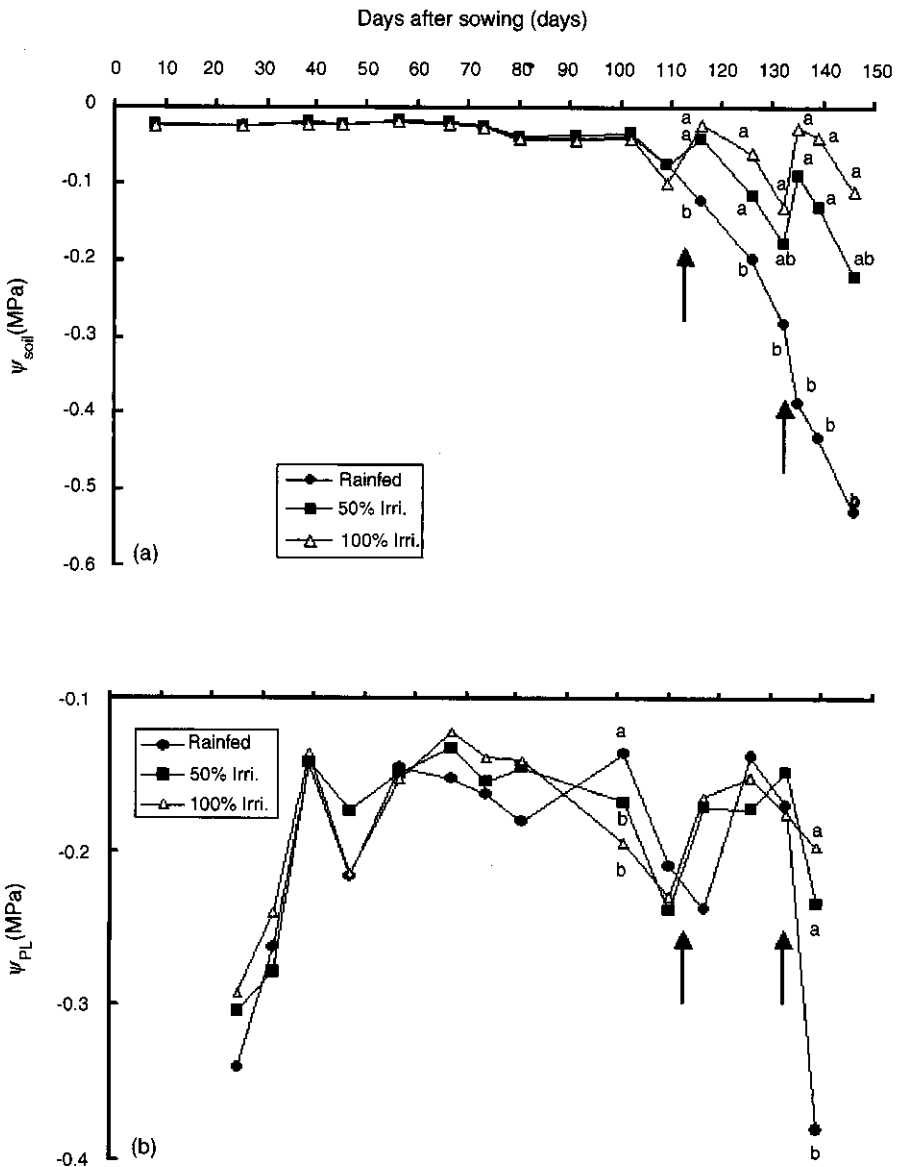 Days after sowing (days)
0 10 20 30 40 50 60 70 80 90 100 110 120 130 140 150
0
-0.1
-0.2
-0.3
-0.4
-0.5
-0.6
ψsoil(MPa)
a
a
b
a
a
b
a
ab
b
a
a
b
a
a
b
a
ab
b
Rainfed
50% Irri.
100% Irri.
(a)
-0.1
-0.2
-0.3
-0.4
ψPL(MPa)
Rainfed
50% Irri.
100% Irri.
a
b
b
a
a
b
(b)